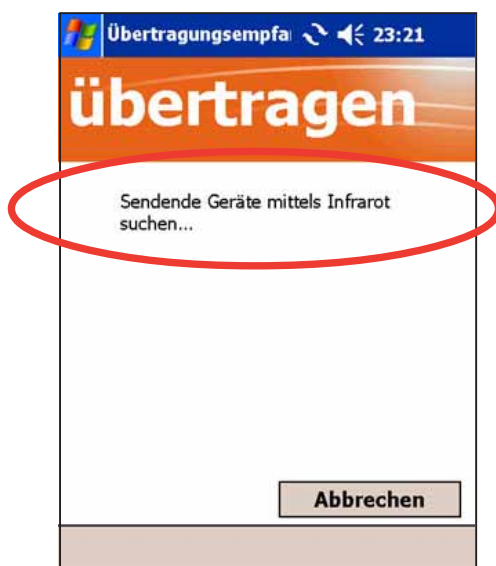 Übertragungsempfa 23:21
übertragen
Sendende Geräte mittels Infrarot
suchen...
Abbrechen